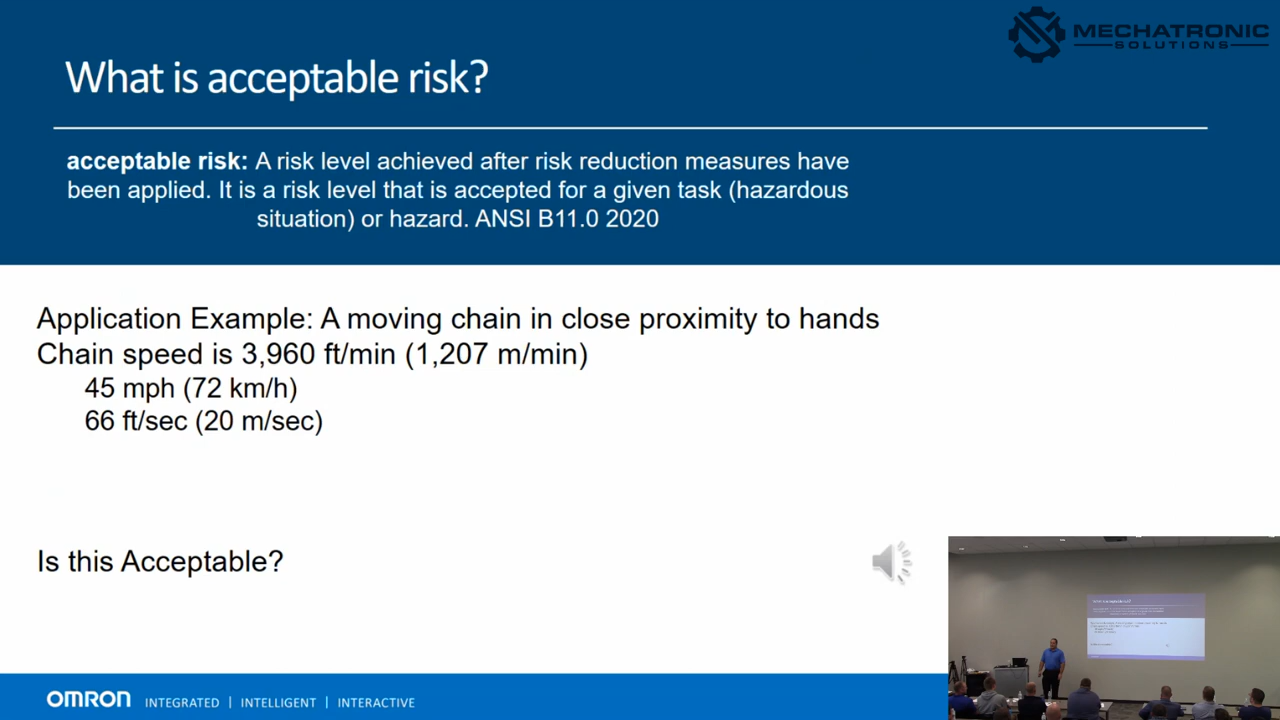 MECHATRONIC
SOLUTIONS
What is acceptable risk?
acceptable risk: A risk level achieved after risk reduction measures have
been applied. It is a risk level that is accepted for a given task (hazardous
situation) or hazard. ANSI B11.0 2020
Application Example: A moving chain in close proximity to hands
Chain speed is 3,960 ft/min (1,207 m/min)
45 mph (72 km/h)
66 ft/sec (20 m/sec)
Is this Acceptable?
OMRON INTEGRATED | INTELLIGENT | INTERACTIVE